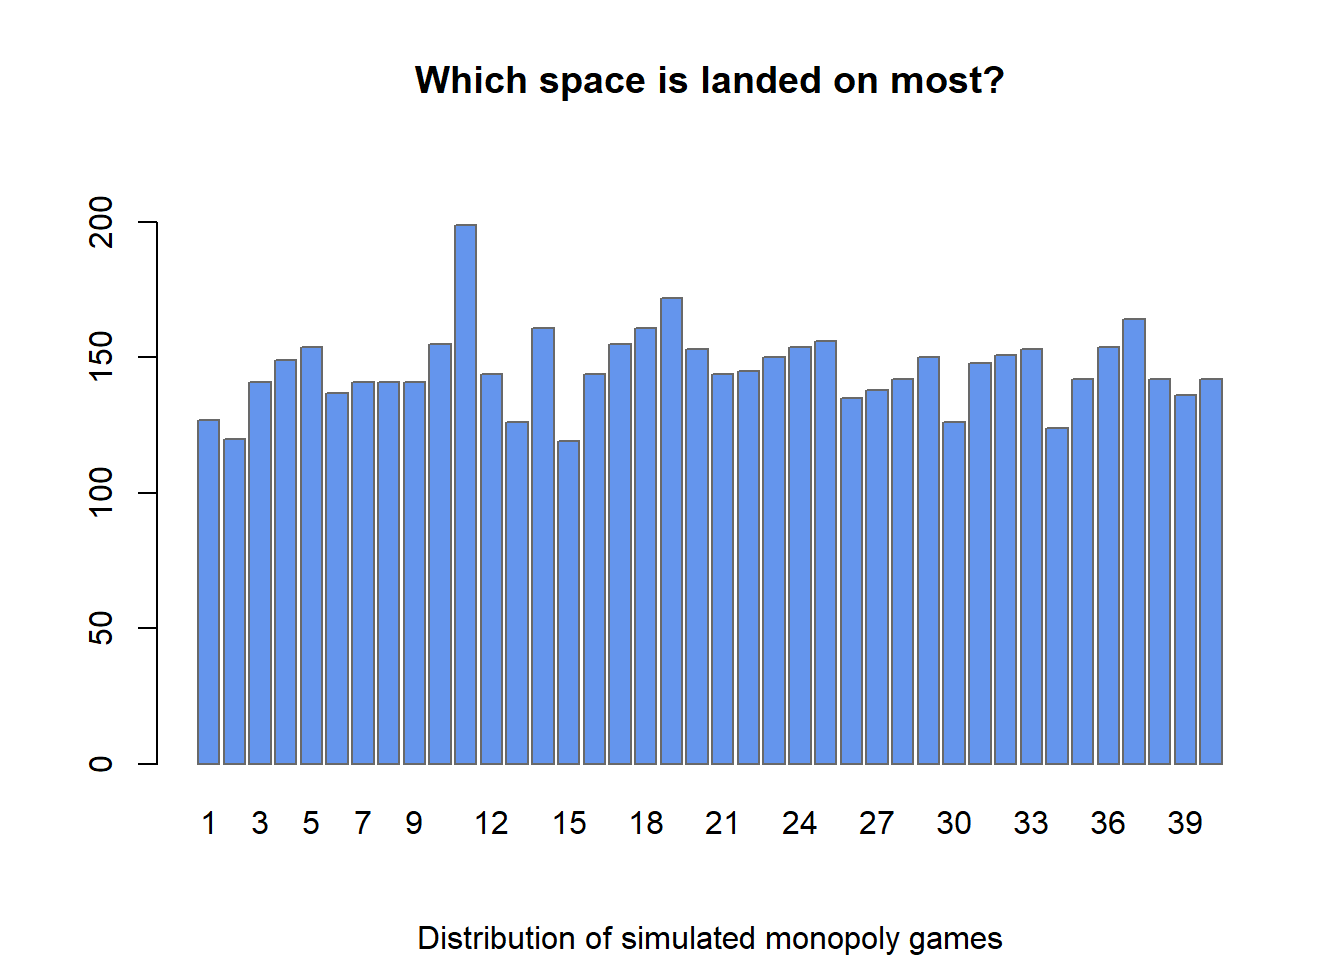 Which space is landed on most?
200
150
100
50
0
1 3 5 7 9 12 15 18 21 24 27 30 33 36 39
Distribution of simulated monopoly games